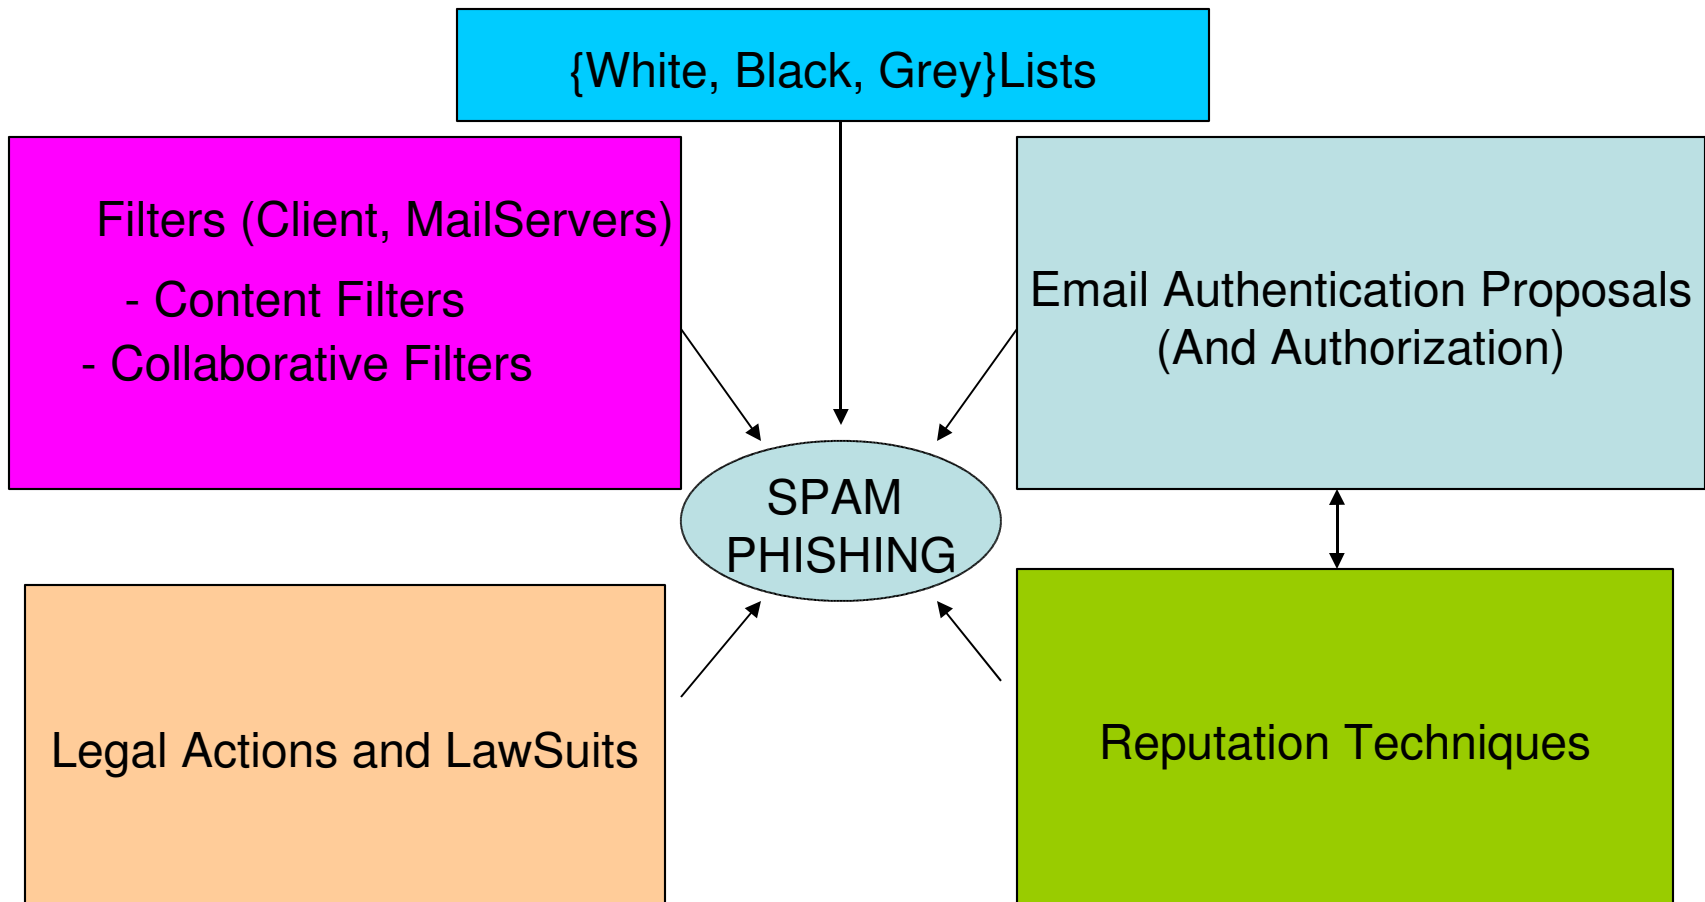 {White, Black, Grey}Lists
Filters (Client, MailServers)
- Content Filters
- Collaborative Filters
Email Authentication Proposals
(And Authorization)
SPAM
PHISHING
Legal Actions and LawSuits
Reputation Techniques